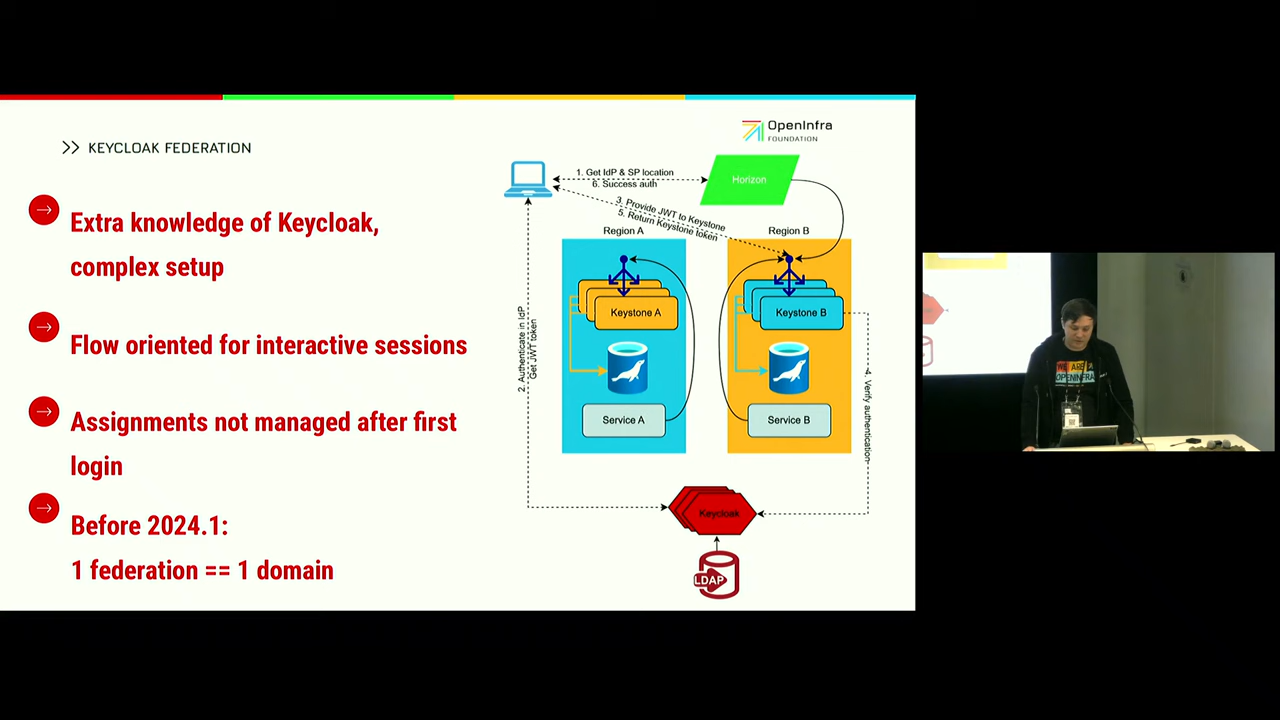 KEYCLOAK FEDERATION
OpenInfra
FOUNDATION
Extra knowledge of Keycloak,
complex setup
Flow oriented for interactive sessions
Assignments not managed after first
login
Before 2024.1:
1 federation == 1 domain
1. Get IdP & SP location
6. Success auth
Horizon
3. Provide JWT to Keystone
5. Return Keystone token
Region A
Region B
Keystone A
Keystone B
2. Authenticate in IdP
Get JWT token
4. Verify authentication
Service A
Service B
Keycloak
LDAP
WE ARE
OPENINFRA